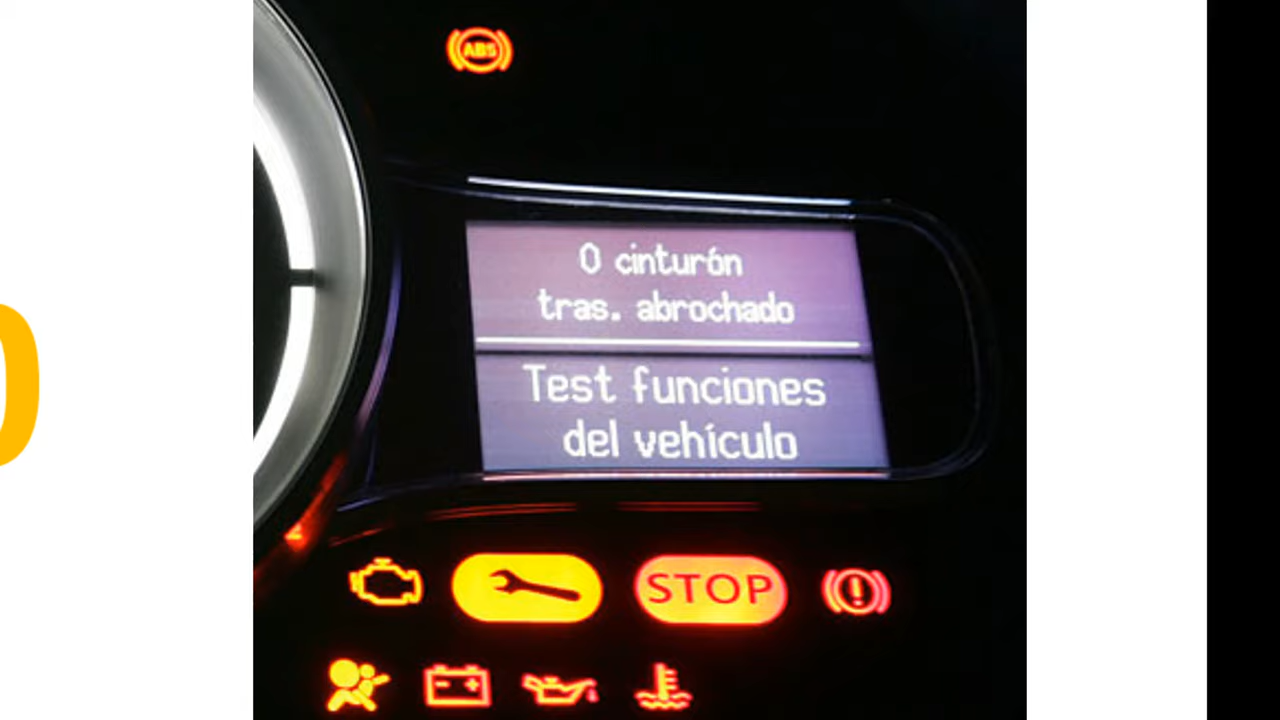 ABS
0 cinturón
tras. abrochado
Test funciones
del vehículo
STOP